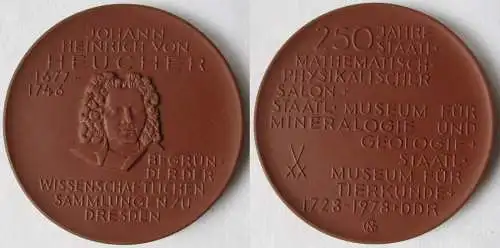 JOHANN
HEINRICH VON
HEUCHER
1677-
1746
BEGRÜN-
DER DER
WISSENSCHAFTLICHEN
SAMMLUNGEN ZU
DRESDEN
250 JAHRE
STAATL·
MATHEMATISCH-
PHYSIKALISCHER
SALON·
STAATL·MUSEUM FÜR
MINERALOGIE UND
GEOLOGIE·
STAATL·
MUSEUM FÜR
TIERKUNDE·
1728-1978·DDR